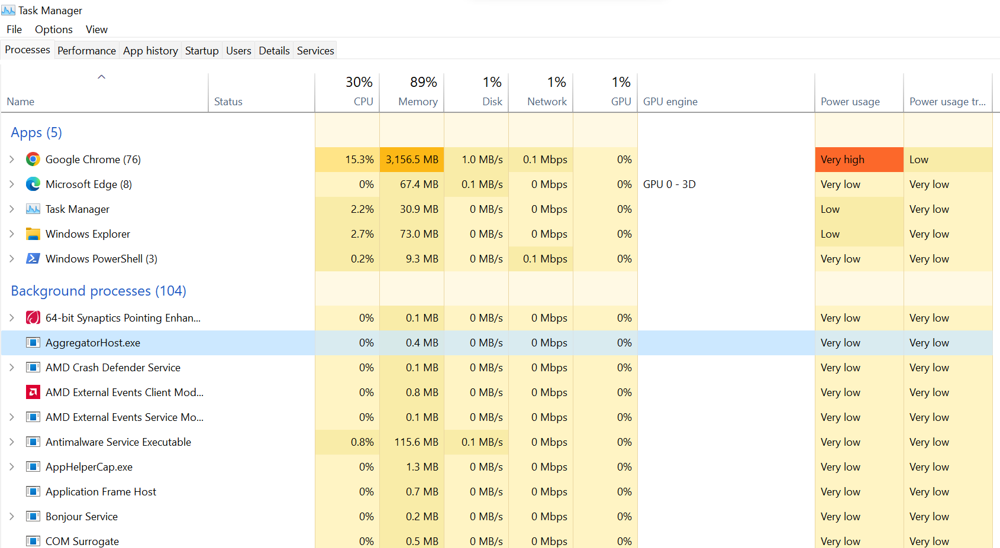 Task Manager
File Options View
Processes Performance App history Startup Users Details Services
30% 89% 1% 1% 1%
Name Status CPU Memory Disk Network GPU GPU engine Power usage Power usage tr...
Apps (5)
Google Chrome (76) 15.3% 3,156.5 MB 1.0 MB/s 0.1 Mbps 0% Very high Low
Microsoft Edge (8) 0% 67.4 MB 0.1 MB/s 0 Mbps 0% GPU 0 - 3D Very low Very low
Task Manager 2.2% 30.9 MB 0 MB/s 0 Mbps 0% Low Very low
Windows Explorer 2.7% 73.0 MB 0 MB/s 0 Mbps 0% Low Very low
Windows PowerShell (3) 0.2% 9.3 MB 0 MB/s 0.1 Mbps 0% Very low Very low
Background processes (104)
64-bit Synaptics Pointing Enhan... 0% 0.1 MB 0 MB/s 0 Mbps 0% Very low Very low
AggregatorHost.exe 0% 0.4 MB 0 MB/s 0 Mbps 0% Very low Very low
AMD Crash Defender Service 0% 0.1 MB 0 MB/s 0 Mbps 0% Very low Very low
AMD External Events Client Mod... 0% 0.8 MB 0 MB/s 0 Mbps 0% Very low Very low
AMD External Events Service Mo... 0% 0.1 MB 0 MB/s 0 Mbps 0% Very low Very low
Antimalware Service Executable 0.8% 115.6 MB 0.1 MB/s 0 Mbps 0% Very low Very low
AppHelperCap.exe 0% 1.3 MB 0 MB/s 0 Mbps 0% Very low Very low
Application Frame Host 0% 0.7 MB 0 MB/s 0 Mbps 0% Very low Very low
Bonjour Service 0% 0.2 MB 0 MB/s 0 Mbps 0% Very low Very low
COM Surrogate 0% 0.5 MB 0 MB/s 0 Mbps 0% Very low Very low